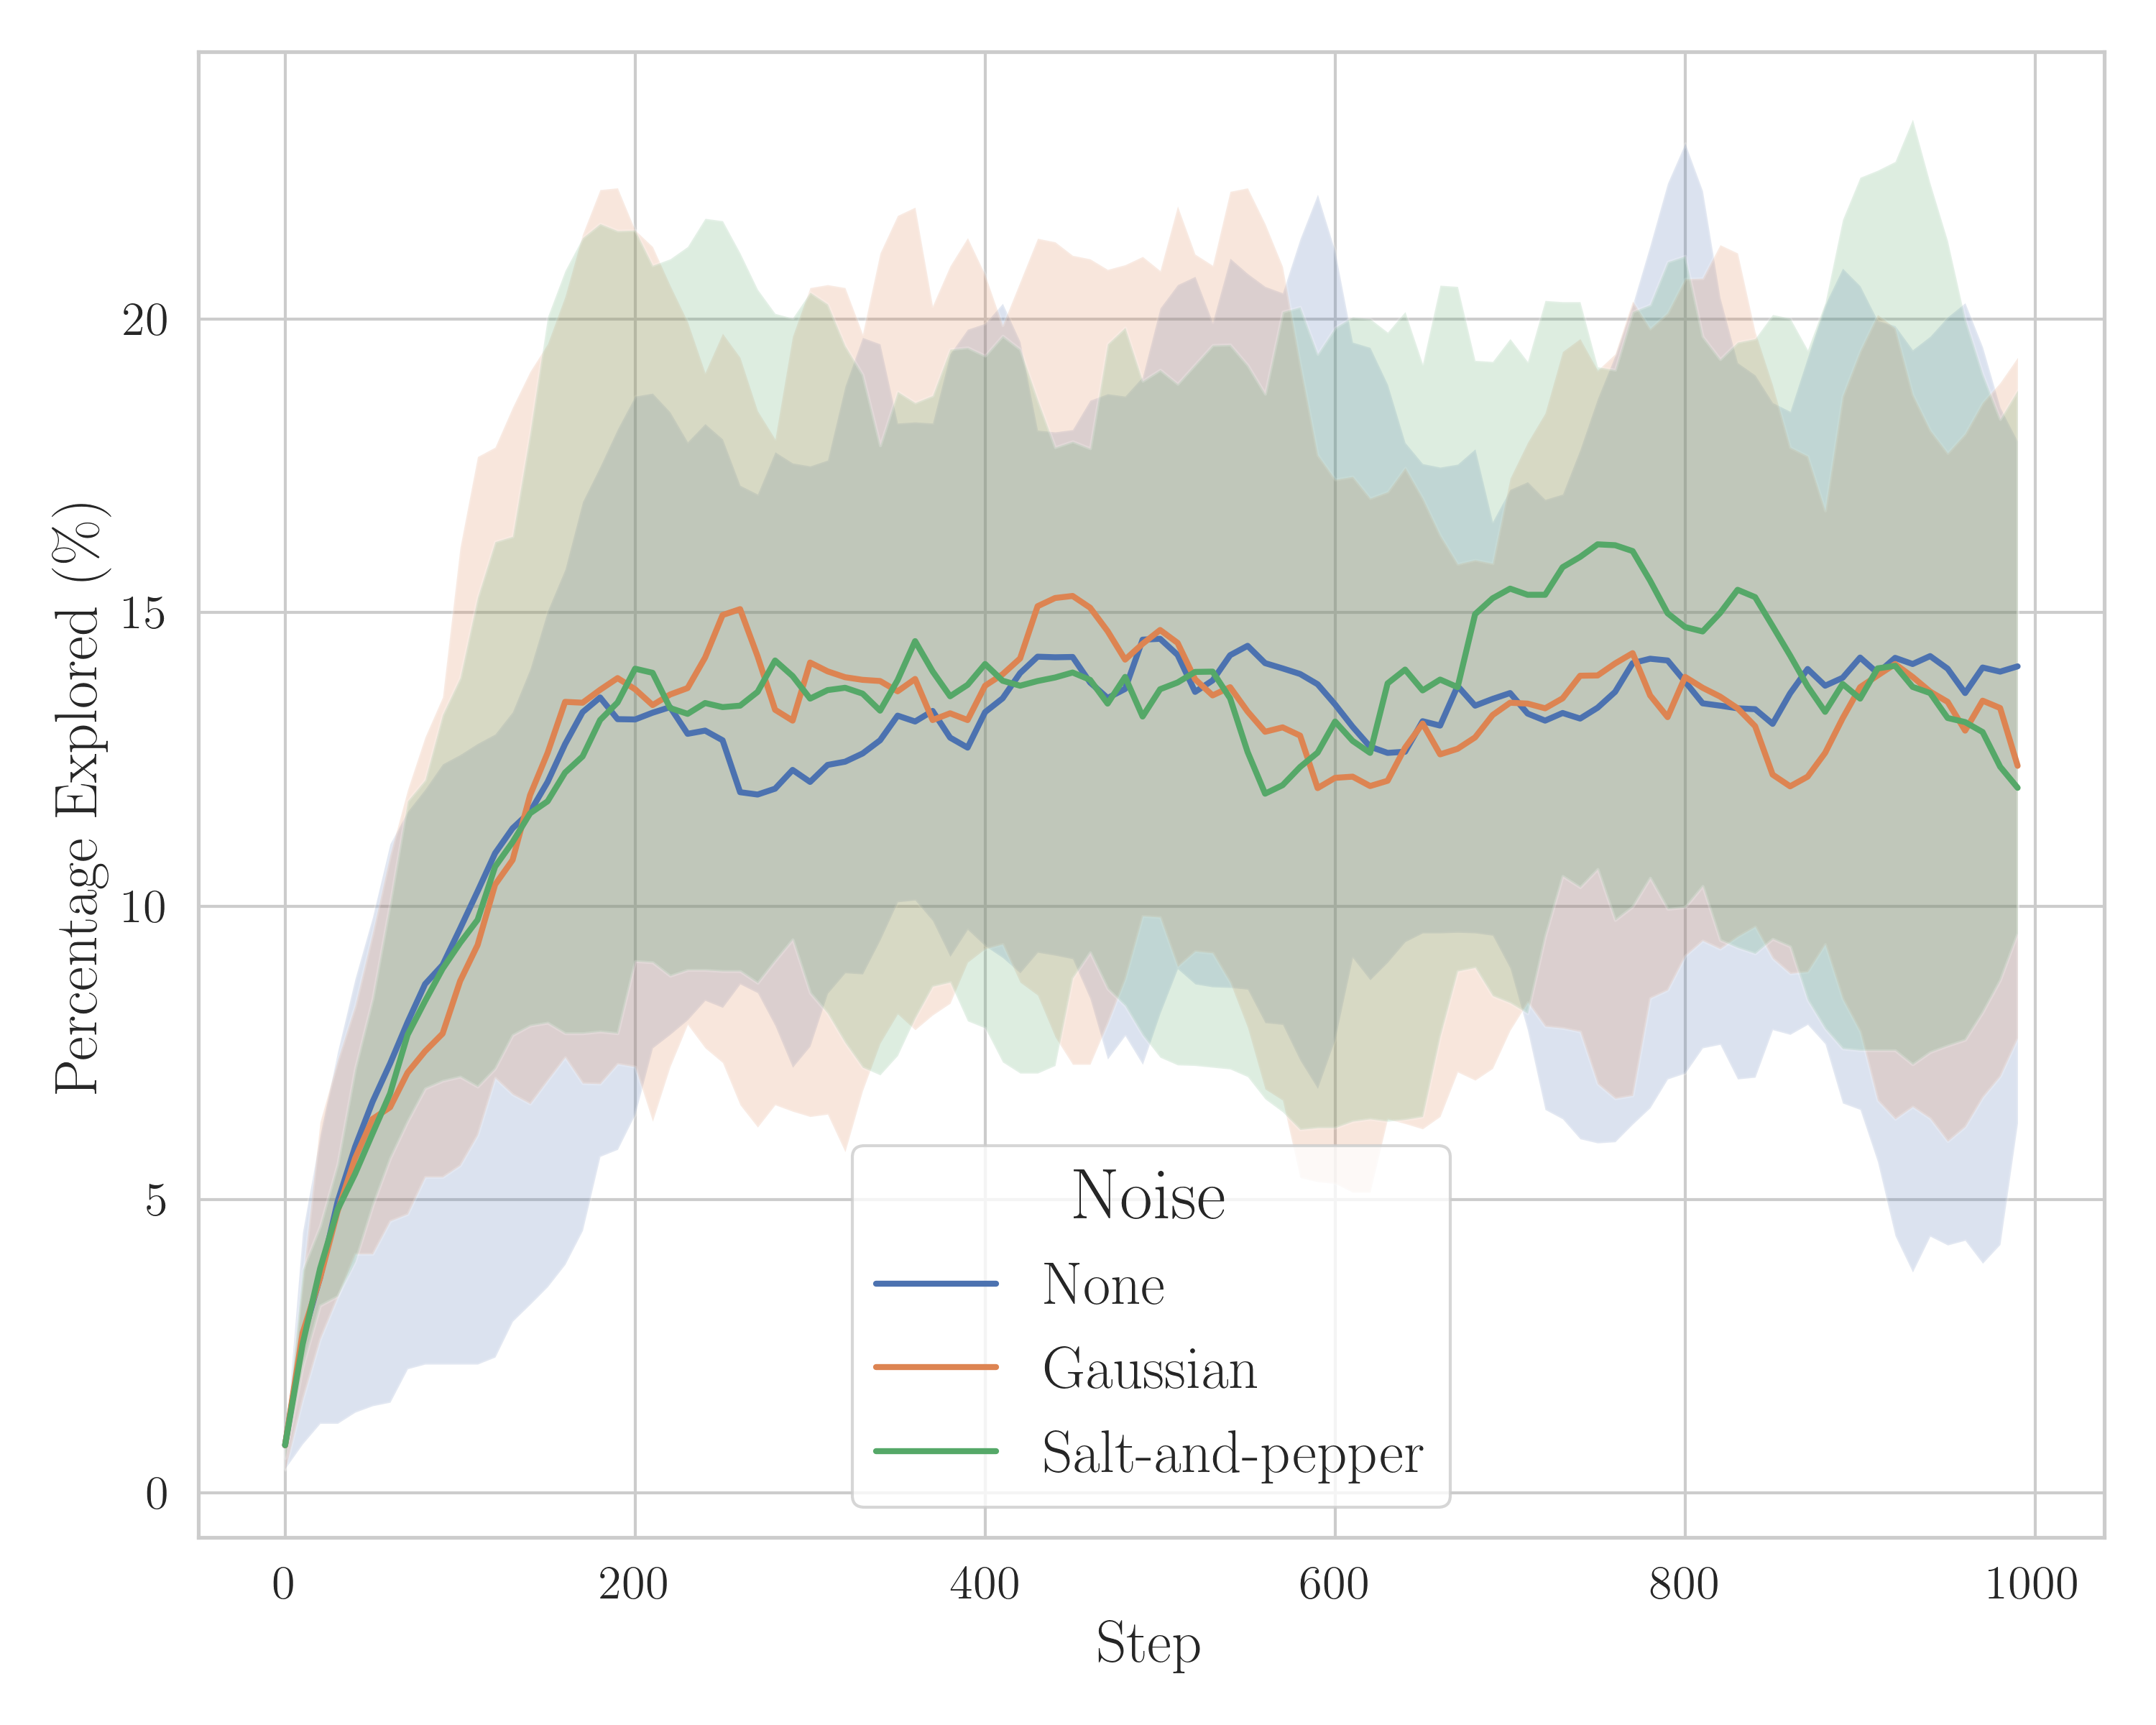 Percentage Explored (%)
20
15
10
5
0
Noise
None
Gaussian
Salt-and-pepper
0 200 400 600 800 1000
Step